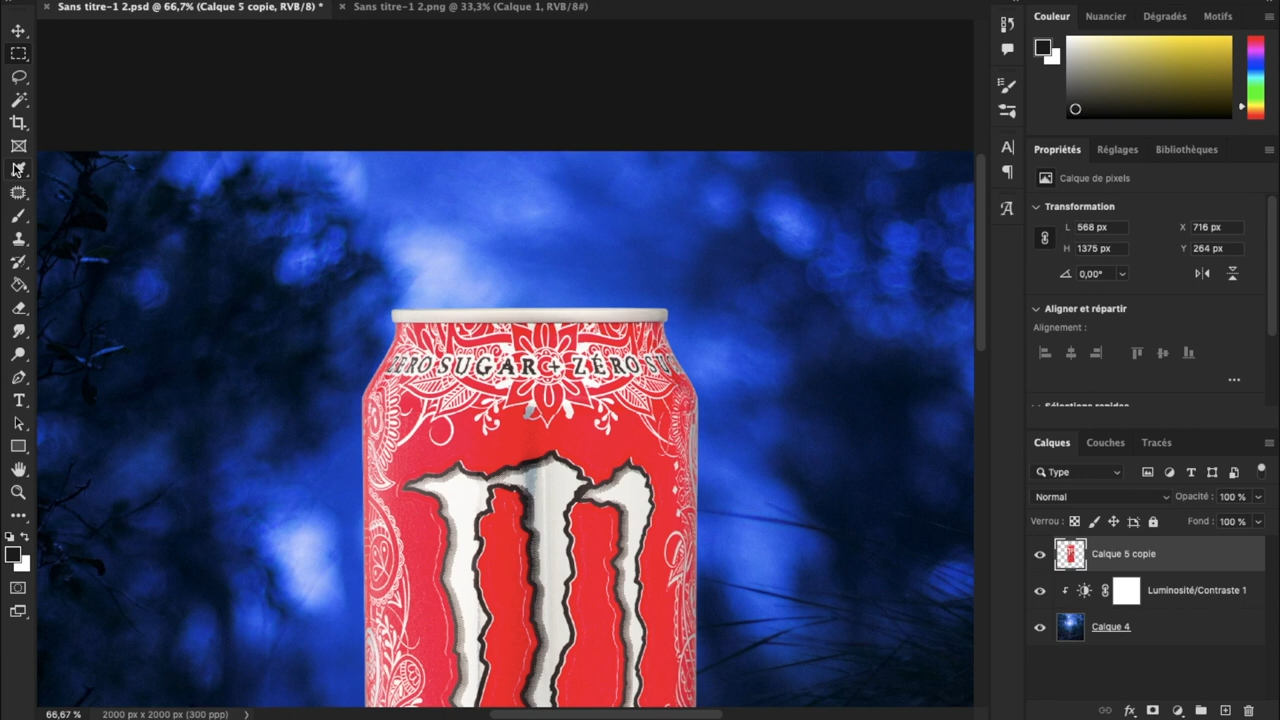 Sans titre-1 2.psd @ 66,7% (Calque 5 copie, RVB/8) *
Sans titre-1 2.png @ 33,3% (Calque 1, RVB/8#)
ZERO SUGAR + ZÉRO SU
Couleur Nuancier Dégradés Motifs
Propriétés Réglages Bibliothèques
Calque de pixels
Transformation
L 568 px X 716 px
H 1375 px Y 264 px
0,00°
Aligner et répartir
Alignement :
Sélections rapides
Calques Couches Tracés
Type
Normal Opacité : 100 %
Verrou : Fond : 100 %
Calque 5 copie
Luminosité/Contraste 1
Calque 4
66,67 % 2000 px x 2000 px (300 ppp)